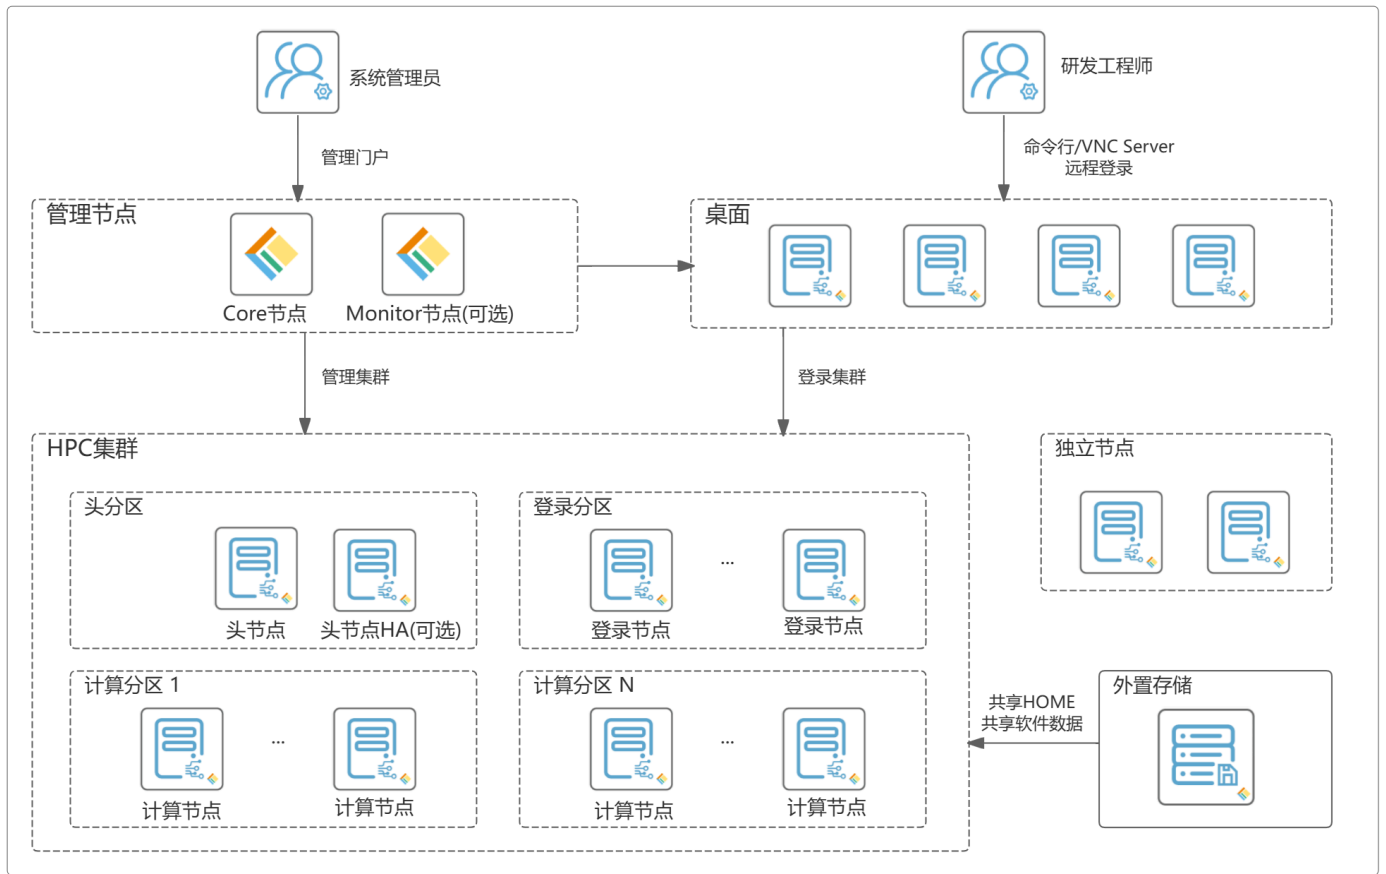 系统管理员
研发工程师
管理门户
命令行/VNC Server
远程登录
管理节点
Core节点
Monitor节点(可选)
桌面
管理集群
登录集群
HPC集群
头分区
头节点
头节点HA(可选)
登录分区
...
登录节点
登录节点
独立节点
计算分区 1
...
计算节点
计算节点
计算分区 N
...
计算节点
计算节点
共享HOME
共享软件数据
外置存储